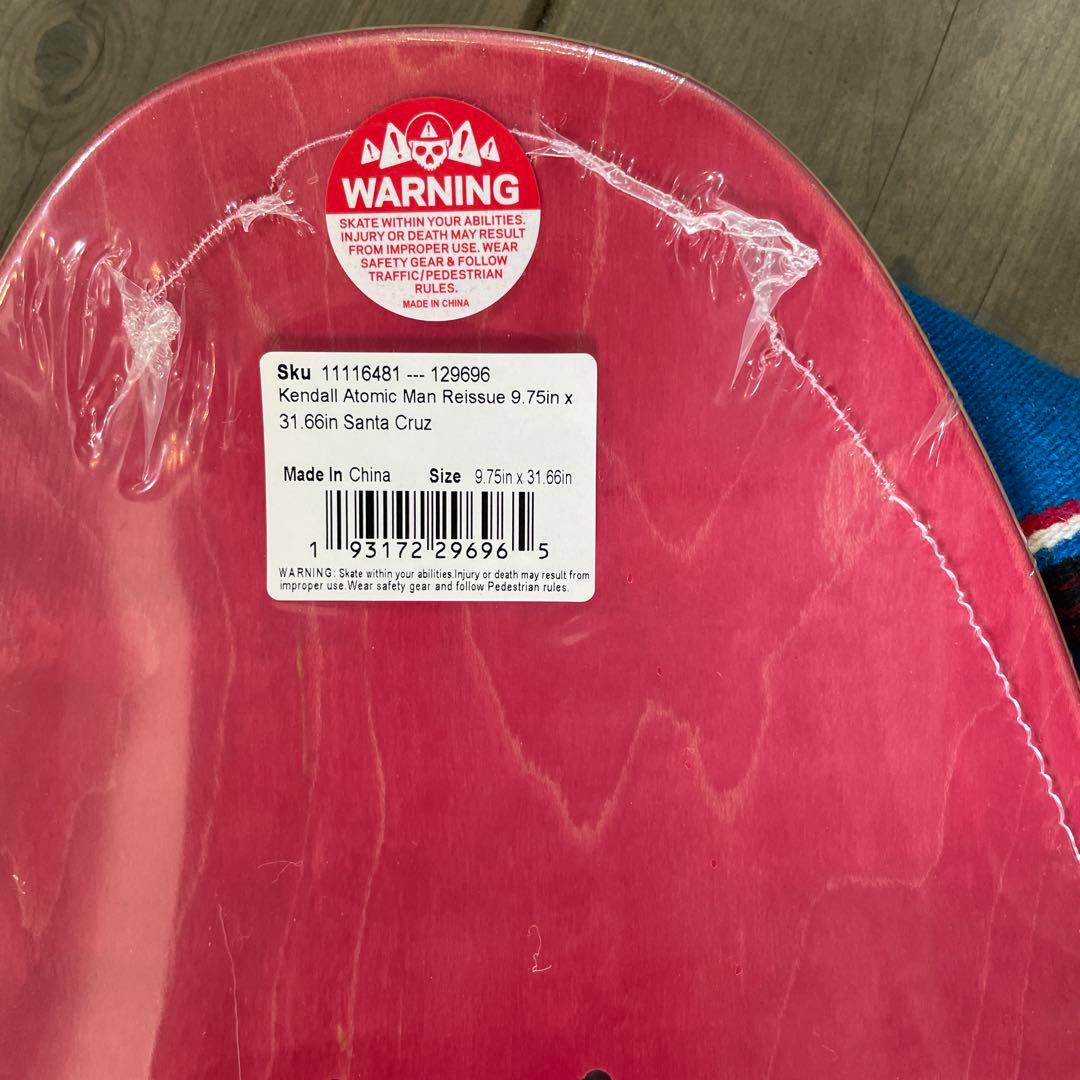 WARNING
SKATE WITHIN YOUR ABILITIES.
INJURY OR DEATH MAY RESULT
FROM IMPROPER USE. WEAR
SAFETY GEAR & FOLLOW
TRAFFIC/PEDESTRIAN
RULES.
MADE IN CHINA
Sku 11116481 --- 129696
Kendall Atomic Man Reissue 9.75in x
31.66in Santa Cruz
Made In China Size 9.75in x 31.66in
1 93172 29696 5
WARNING: Skate within your abilities.Injury or death may result from
improper use.Wear safety gear and follow Pedestrian rules.